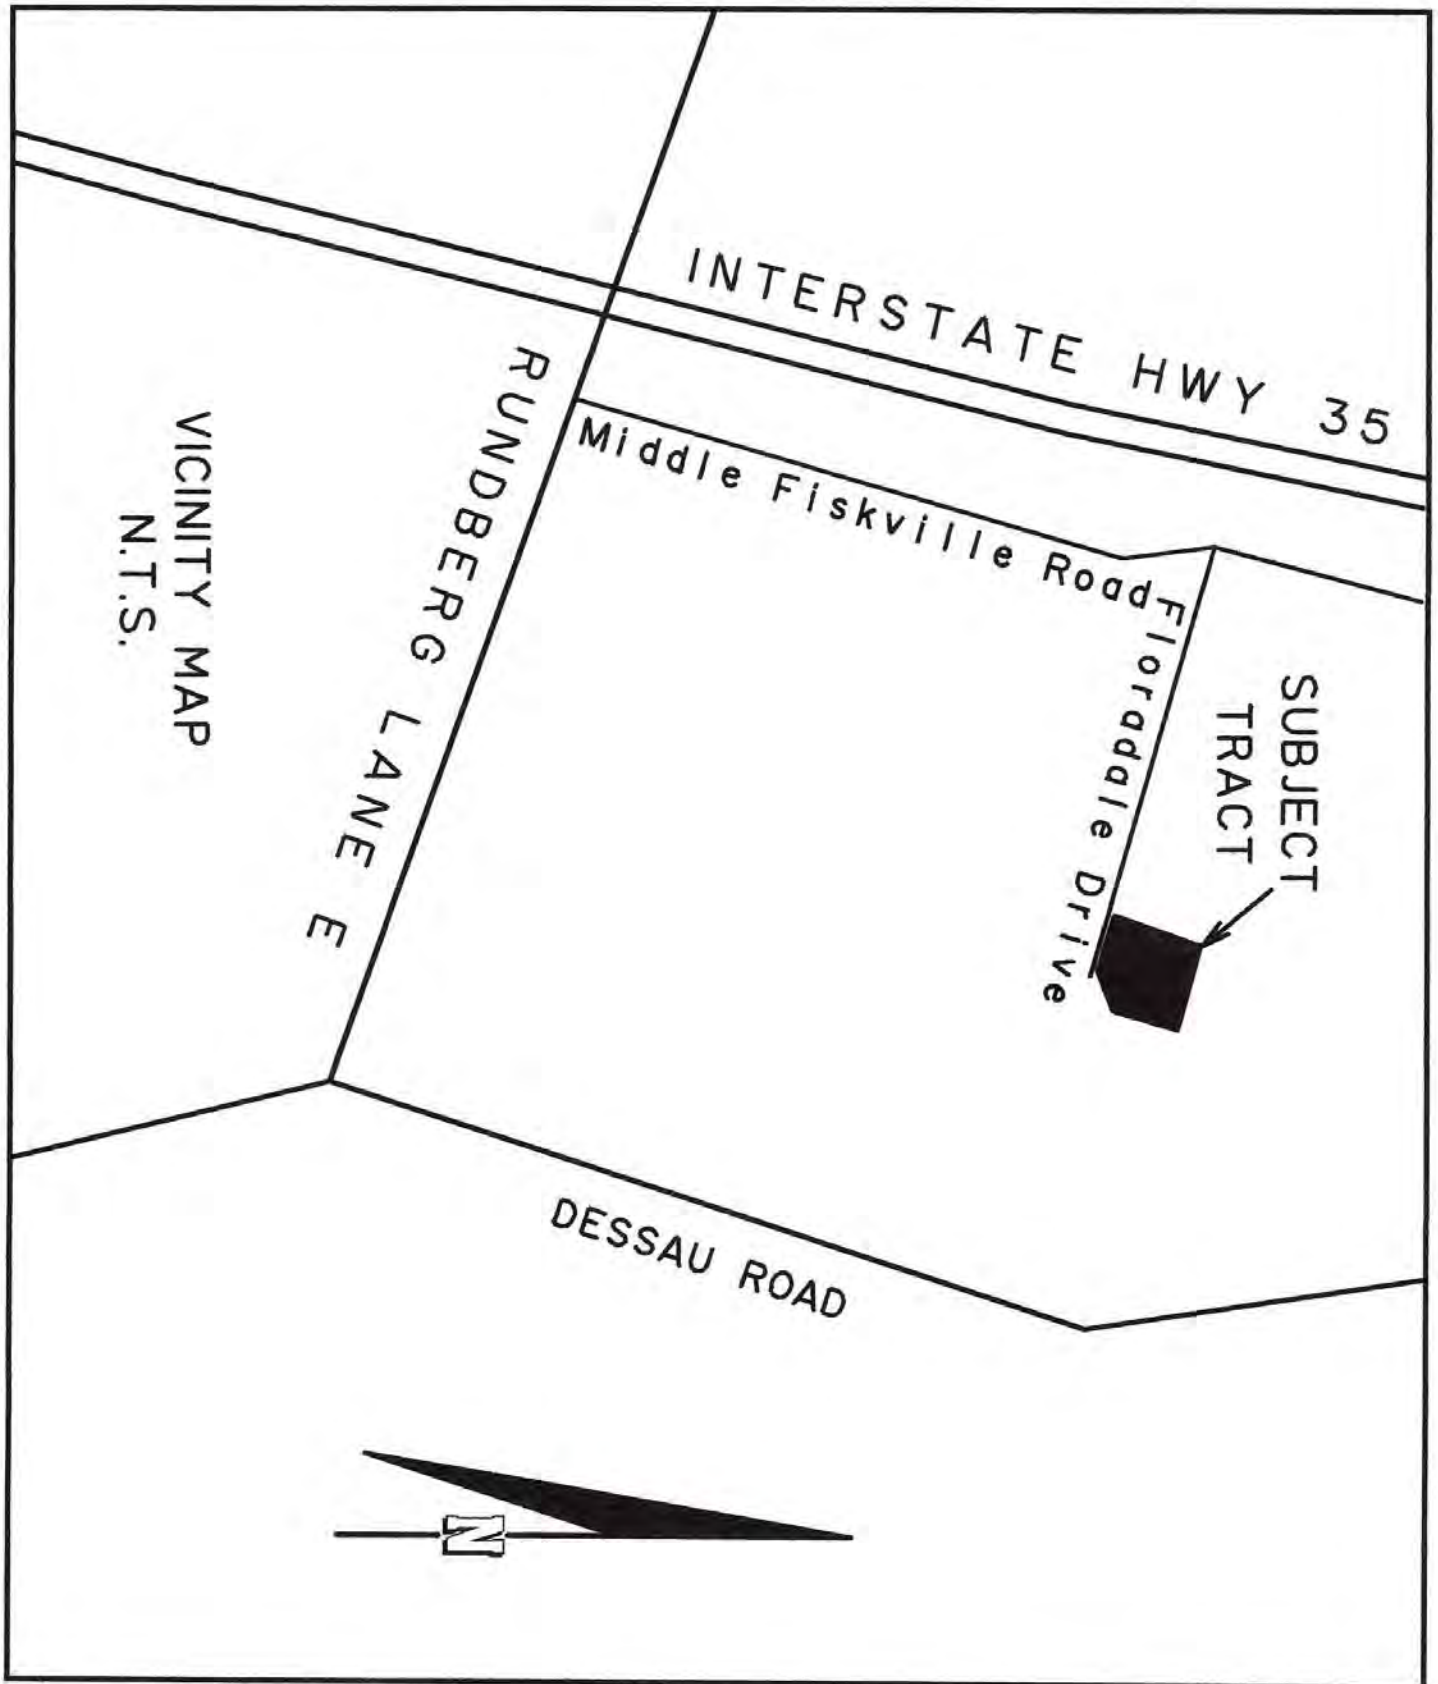 INTERSTATE HWY 35
Middle Fiskville Road
Floradale Drive
SUBJECT
TRACT
RUNDBERG LANE E
DESSAU ROAD
VICINITY MAP
N.T.S.
N